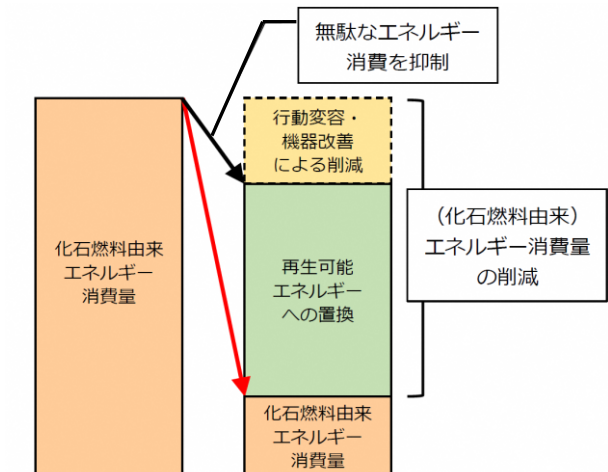 無駄なエネルギー
消費を抑制
行動変容・
機器改善
による削減
化石燃料由来
エネルギー
消費量
再生可能
エネルギー
への置換
（化石燃料由来）
エネルギー消費量
の削減
化石燃料由来
エネルギー
消費量